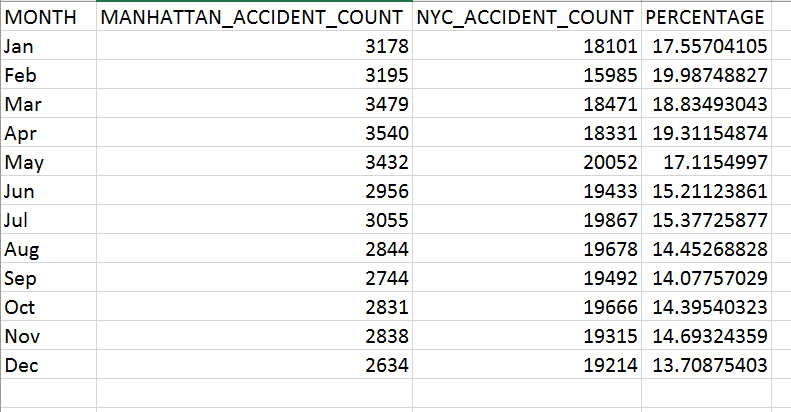 MONTH MANHATTAN_ACCIDENT_COUNT NYC_ACCIDENT_COUNT PERCENTAGE
Jan 3178 18101 17.55704105
Feb 3195 15985 19.98748827
Mar 3479 18471 18.83493043
Apr 3540 18331 19.31154874
May 3432 20052 17.1154997
Jun 2956 19433 15.21123861
Jul 3055 19867 15.37725877
Aug 2844 19678 14.45268828
Sep 2744 19492 14.07757029
Oct 2831 19666 14.39540323
Nov 2838 19315 14.69324359
Dec 2634 19214 13.70875403